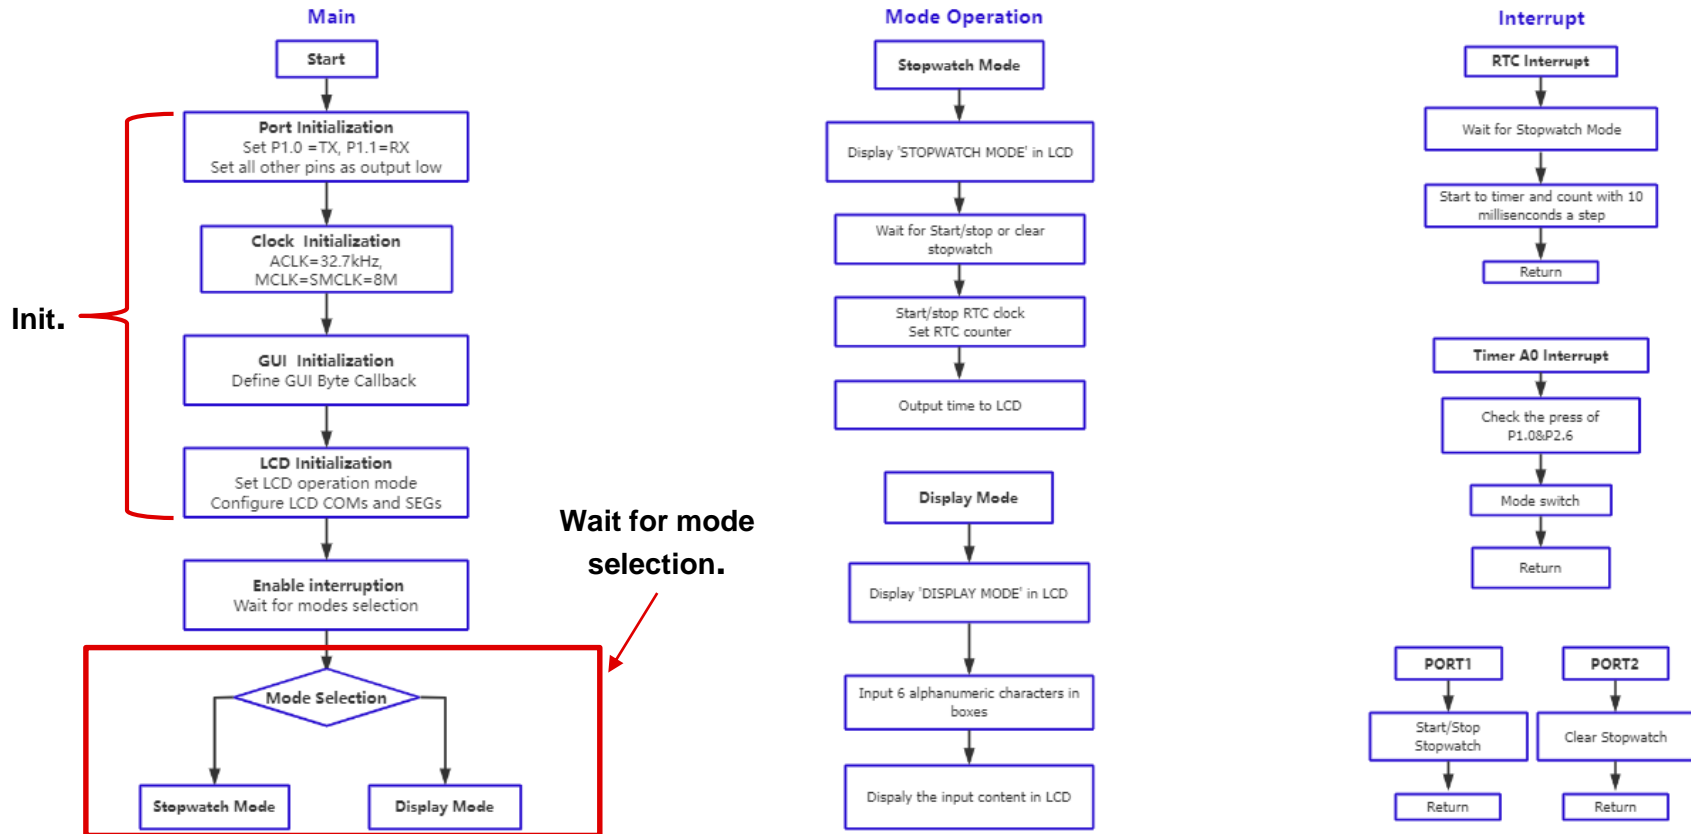 Main
Start
Port Initialization
Set P1.0 =TX, P1.1=RX
Set all other pins as output low
Clock Initialization
ACLK=32.7kHz,
MCLK=SMCLK=8M
Init.
GUI Initialization
Define GUI Byte Callback
LCD Initialization
Set LCD operation mode
Configure LCD COMs and SEGs
Enable interruption
Wait for modes selection
Wait for mode
selection.
Mode Selection
Stopwatch Mode
Display Mode
Mode Operation
Stopwatch Mode
Display 'STOPWATCH MODE' in LCD
Wait for Start/stop or clear
stopwatch
Start/stop RTC clock
Set RTC counter
Output time to LCD
Display Mode
Display 'DISPLAY MODE' in LCD
Input 6 alphanumeric characters in
boxes
Dispaly the input content in LCD
Interrupt
RTC Interrupt
Wait for Stopwatch Mode
Start to timer and count with 10
millisenconds a step
Return
Timer A0 Interrupt
Check the press of
P1.0&P2.6
Mode switch
Return
PORT1
Start/Stop
Stopwatch
Return
PORT2
Clear Stopwatch
Return